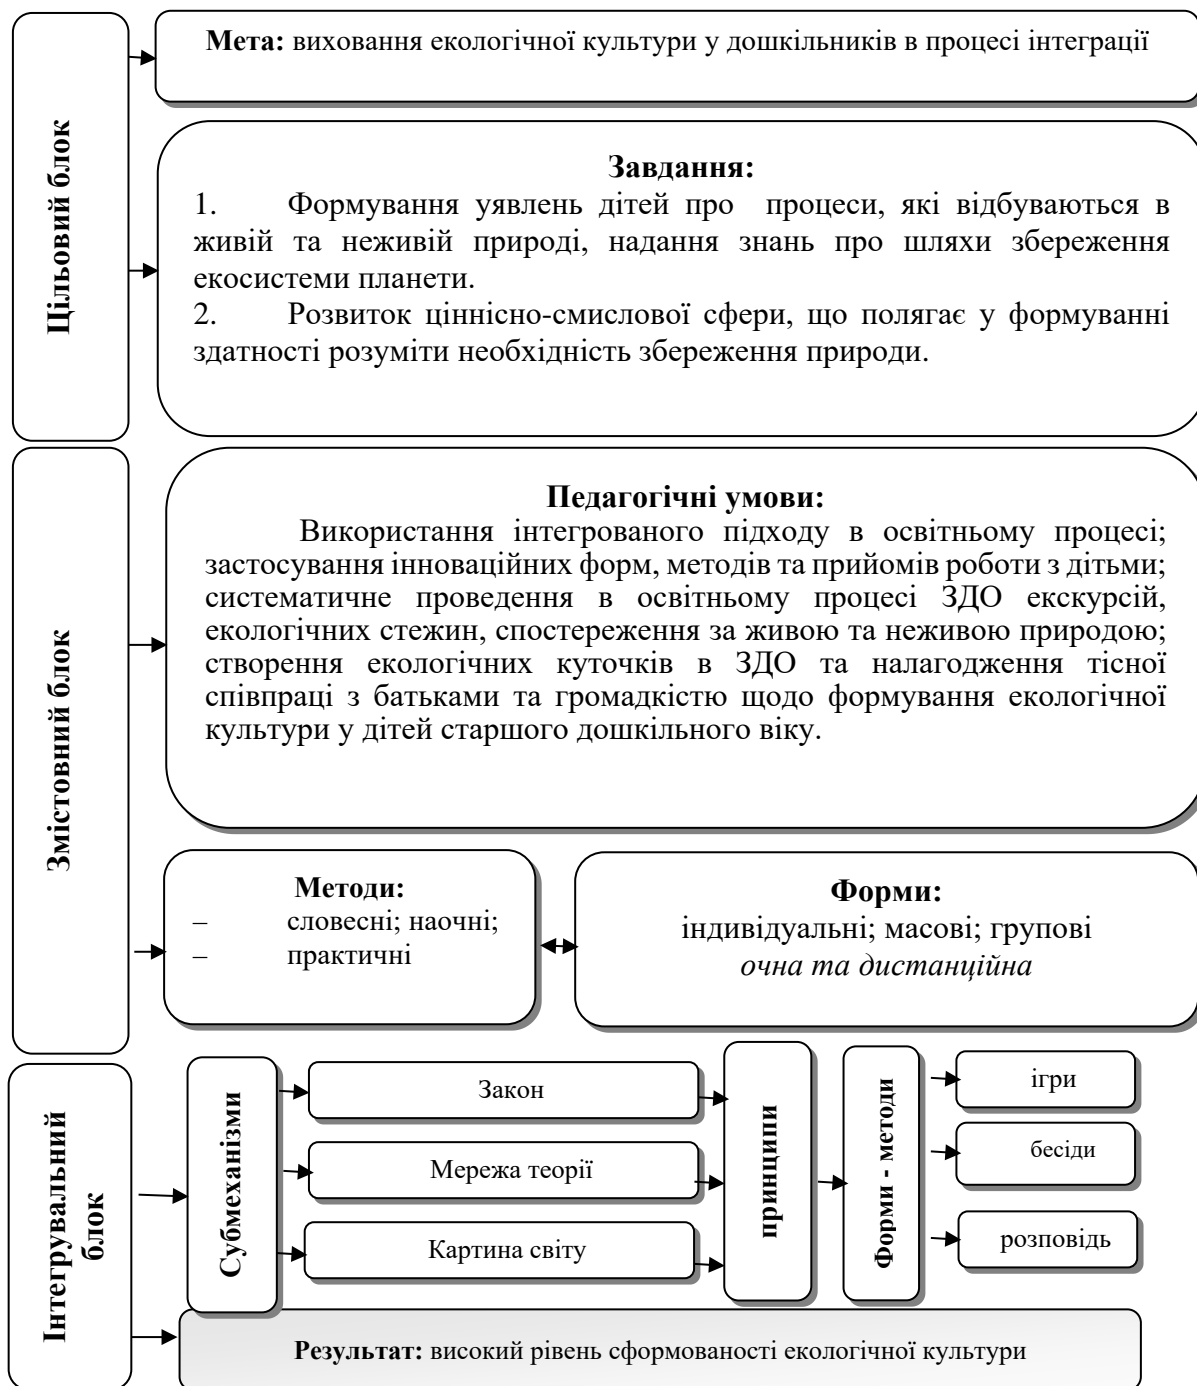 Цільовий блок
Мета: виховання екологічної культури у дошкільників в процесі інтеграції
Завдання:
1. Формування уявлень дітей про процеси, які відбуваються в
живій та неживій природі, надання знань про шляхи збереження
екосистеми планети.
2. Розвиток ціннісно-смислової сфери, що полягає у формуванні
здатності розуміти необхідність збереження природи.
Змістовний блок
Педагогічні умови:
Використання інтегрованого підходу в освітньому процесі;
застосування інноваційних форм, методів та прийомів роботи з дітьми;
систематичне проведення в освітньому процесі ЗДО екскурсій,
екологічних стежин, спостереження за живою та неживою природою;
створення екологічних куточків в ЗДО та налагодження тісної
співпраці з батьками та громадкістю щодо формування екологічної
культури у дітей старшого дошкільного віку.
Методи:
– словесні; наочні;
– практичні
Форми:
індивідуальні; масові; групові
очна та дистанційна
Інтегрувальний
блок
Субмеханізми
Закон
Мережа теорії
Картина світу
принципи
Форми - методи
ігри
бесіди
розповідь
Результат: високий рівень сформованості екологічної культури